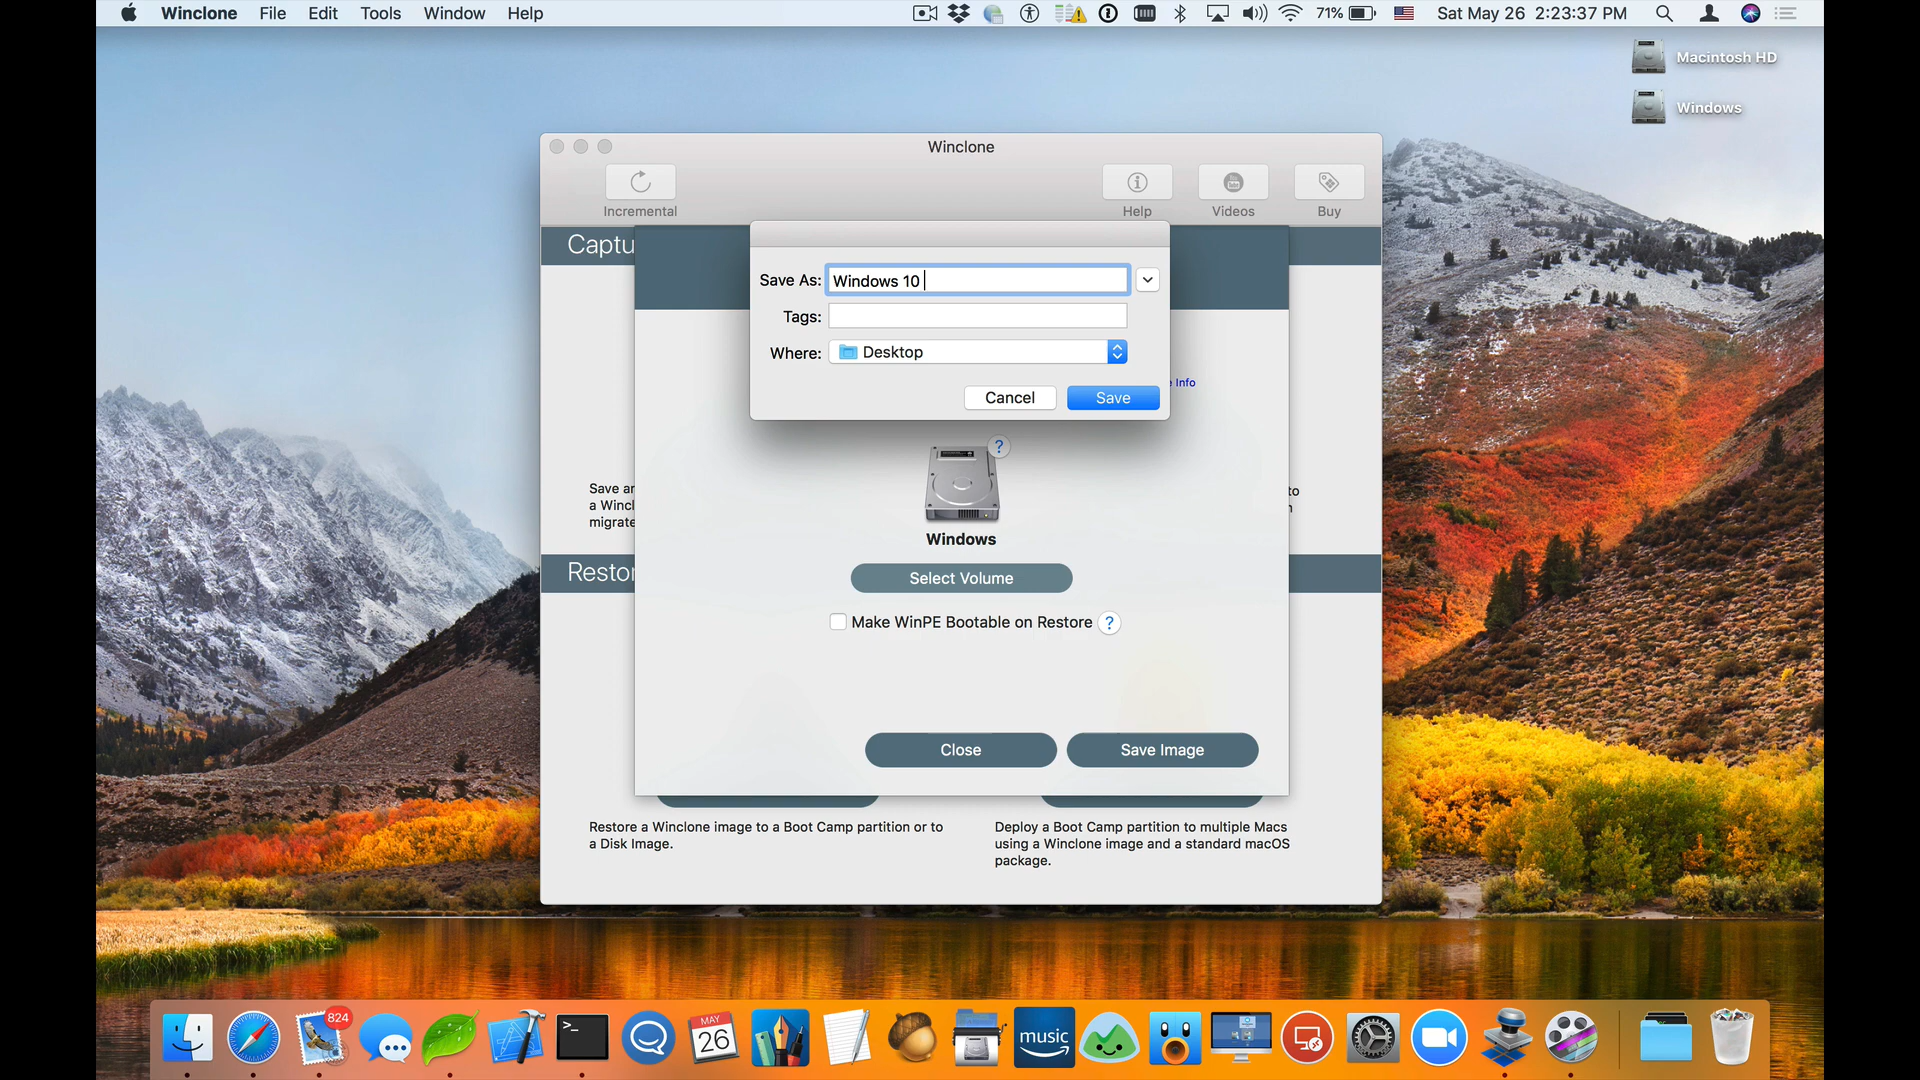 Winclone File Edit Tools Window Help 71% Sat May 26 2:23:37 PM
Macintosh HD
Windows
Winclone
Incremental Help Videos Buy
Captu
Save As: Windows 10
Tags:
Where: Desktop
e Info
Cancel Save
?
Save an
a Wincl
migrate
to
Windows
Select Volume
Restor
Make WinPE Bootable on Restore ?
Close Save Image
Restore a Winclone image to a Boot Camp partition or to
a Disk Image.
Deploy a Boot Camp partition to multiple Macs
using a Winclone image and a standard macOS
package.
824
>_
MAY
26
music